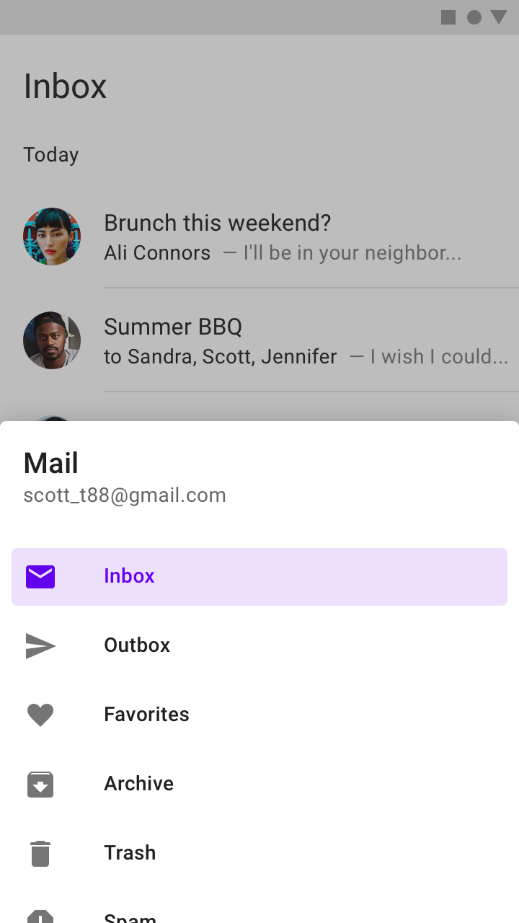 Inbox
Today
Brunch this weekend?
Ali Connors — I'll be in your neighbor...
Summer BBQ
to Sandra, Scott, Jennifer — I wish I could...
Mail
scott_t88@gmail.com
Inbox
Outbox
Favorites
Archive
Trash
Spam